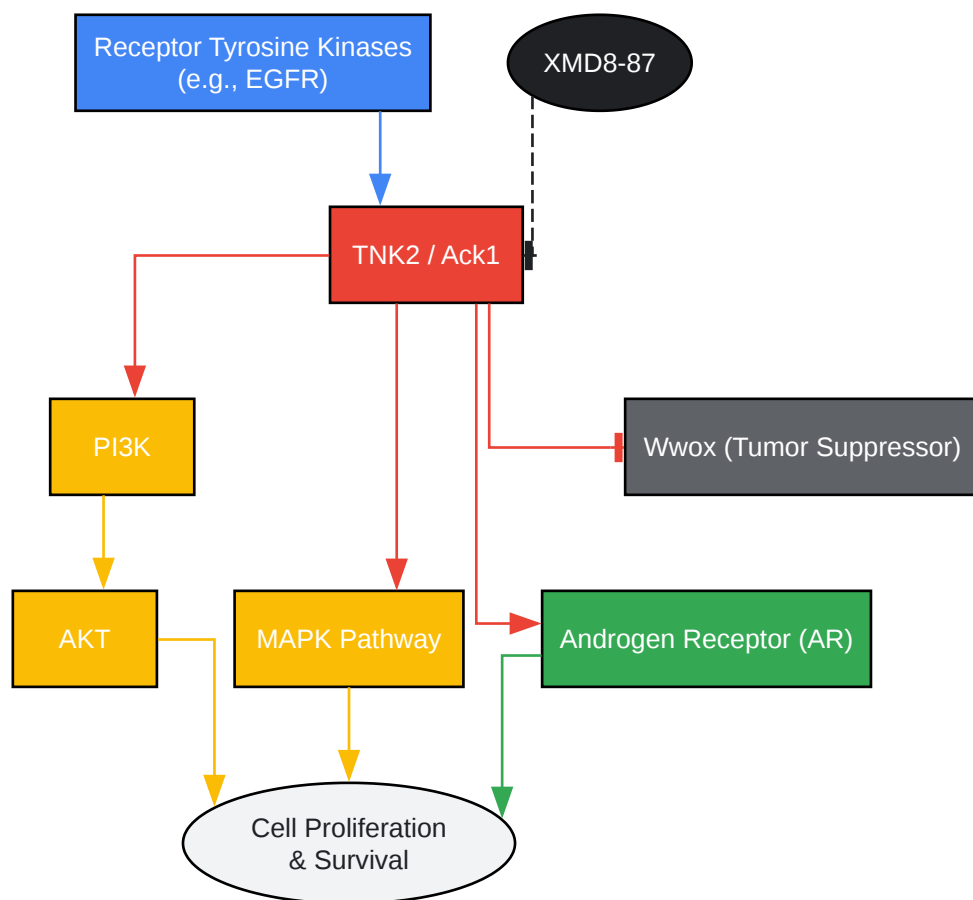 Receptor Tyrosine Kinases
(e.g., EGFR)
XMD8-87
TNK2 / Ack1
PI3K
Wwox (Tumor Suppressor)
AKT
MAPK Pathway
Androgen Receptor (AR)
Cell Proliferation
& Survival